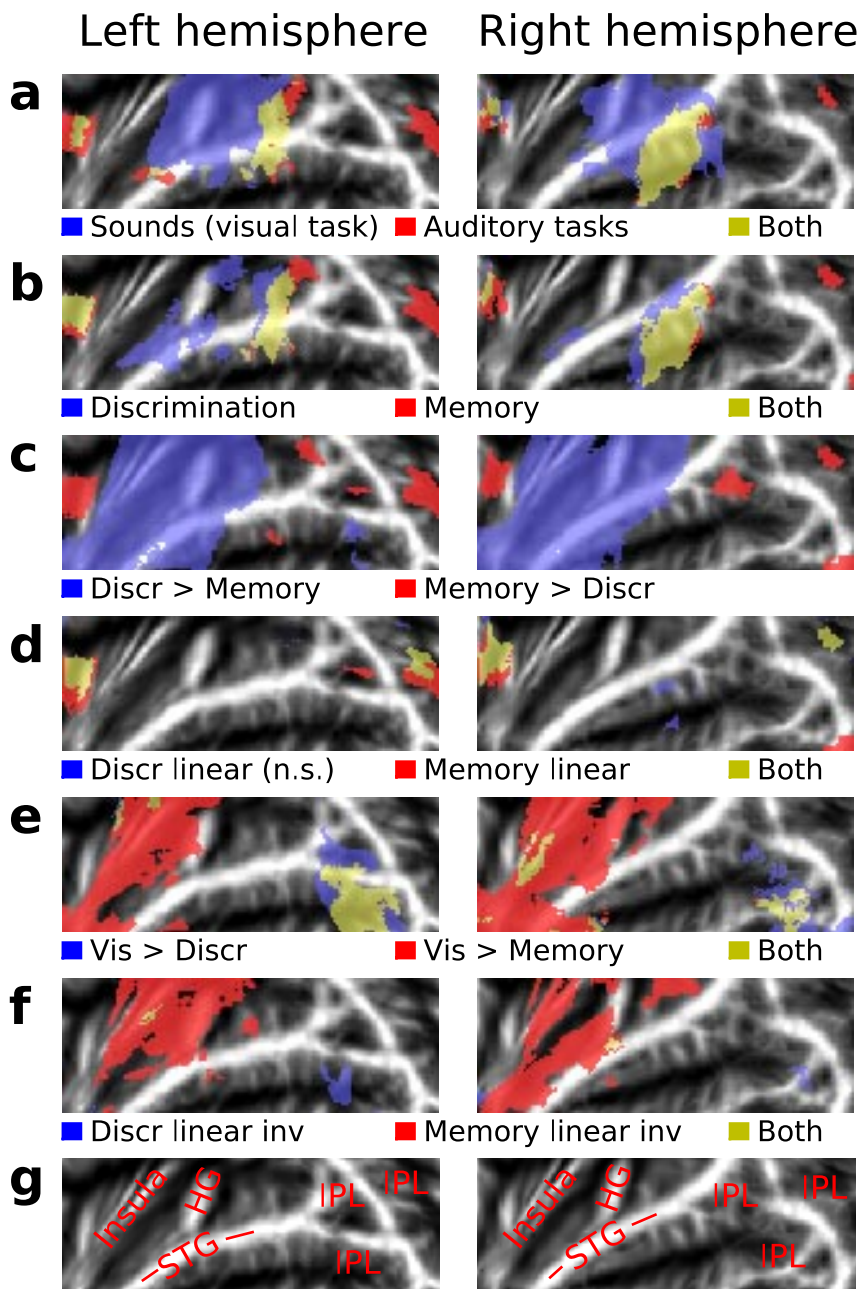 Left hemisphere Right hemisphere
a
Sounds (visual task) Auditory tasks Both
b
Discrimination Memory Both
c
Discr > Memory Memory > Discr
d
Discr linear (n.s.) Memory linear Both
e
Vis > Discr Vis > Memory Both
f
Discr linear inv Memory linear inv Both
g
Insula HG STG IPL IPL IPL Insula HG STG IPL IPL IPL